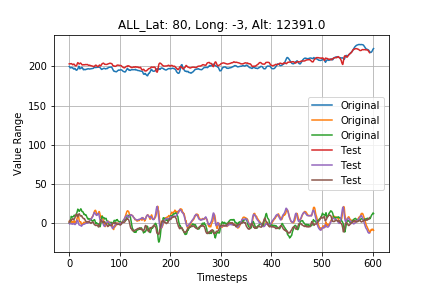 ALL_Lat: 80, Long: -3, Alt: 12391.0
200
150
100
50
0
Value Range
Original
Original
Original
Test
Test
Test
0 100 200 300 400 500 600
Timesteps